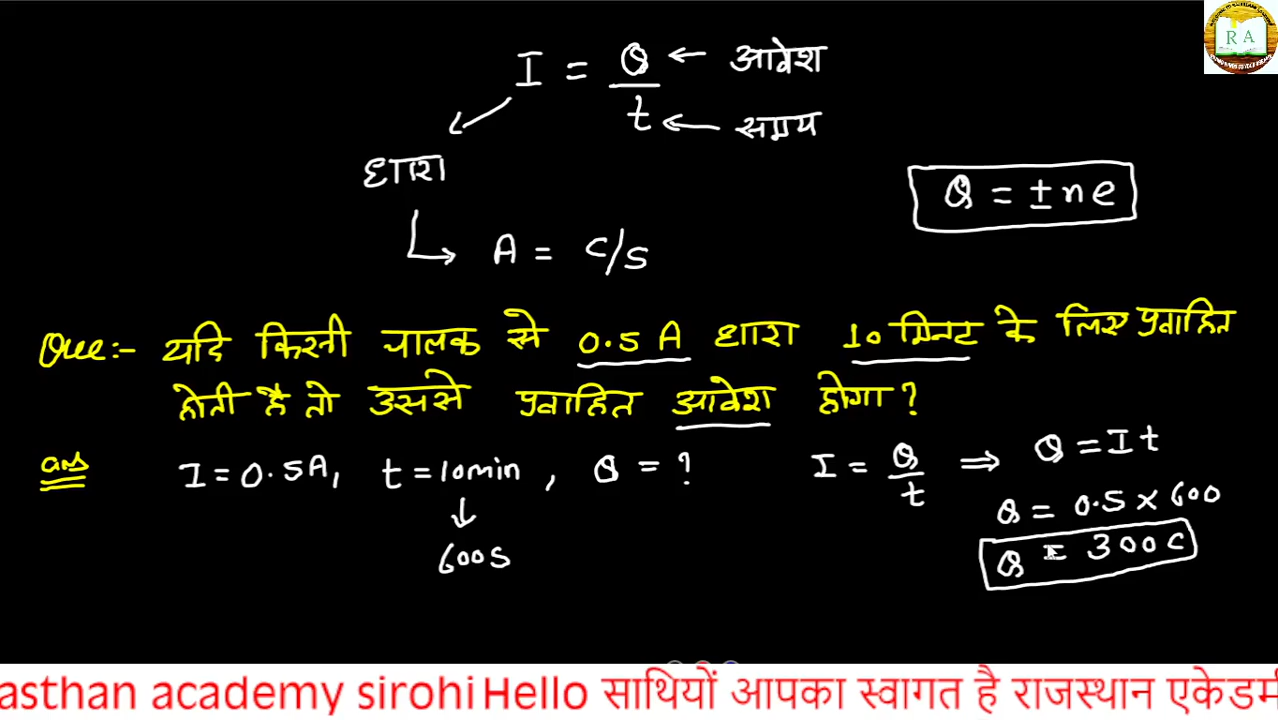 I = Q/t ← आवेश
← समय
धारा
A = C/s
Q = ±ne
Que:- यदि किसी चालक से 0.5 A धारा 10 मिनट के लिए प्रवाहित
होती है तो उससे प्रवाहित आवेश होगा ?
ans I = 0.5A, t = 10min, Q = ? I = Q/t ⇒ Q = It
600s
Q = 0.5 × 600
Q = 300C
RA
asthan academy sirohi Hello साथियों आपका स्वागत है राजस्थान एकेडमी